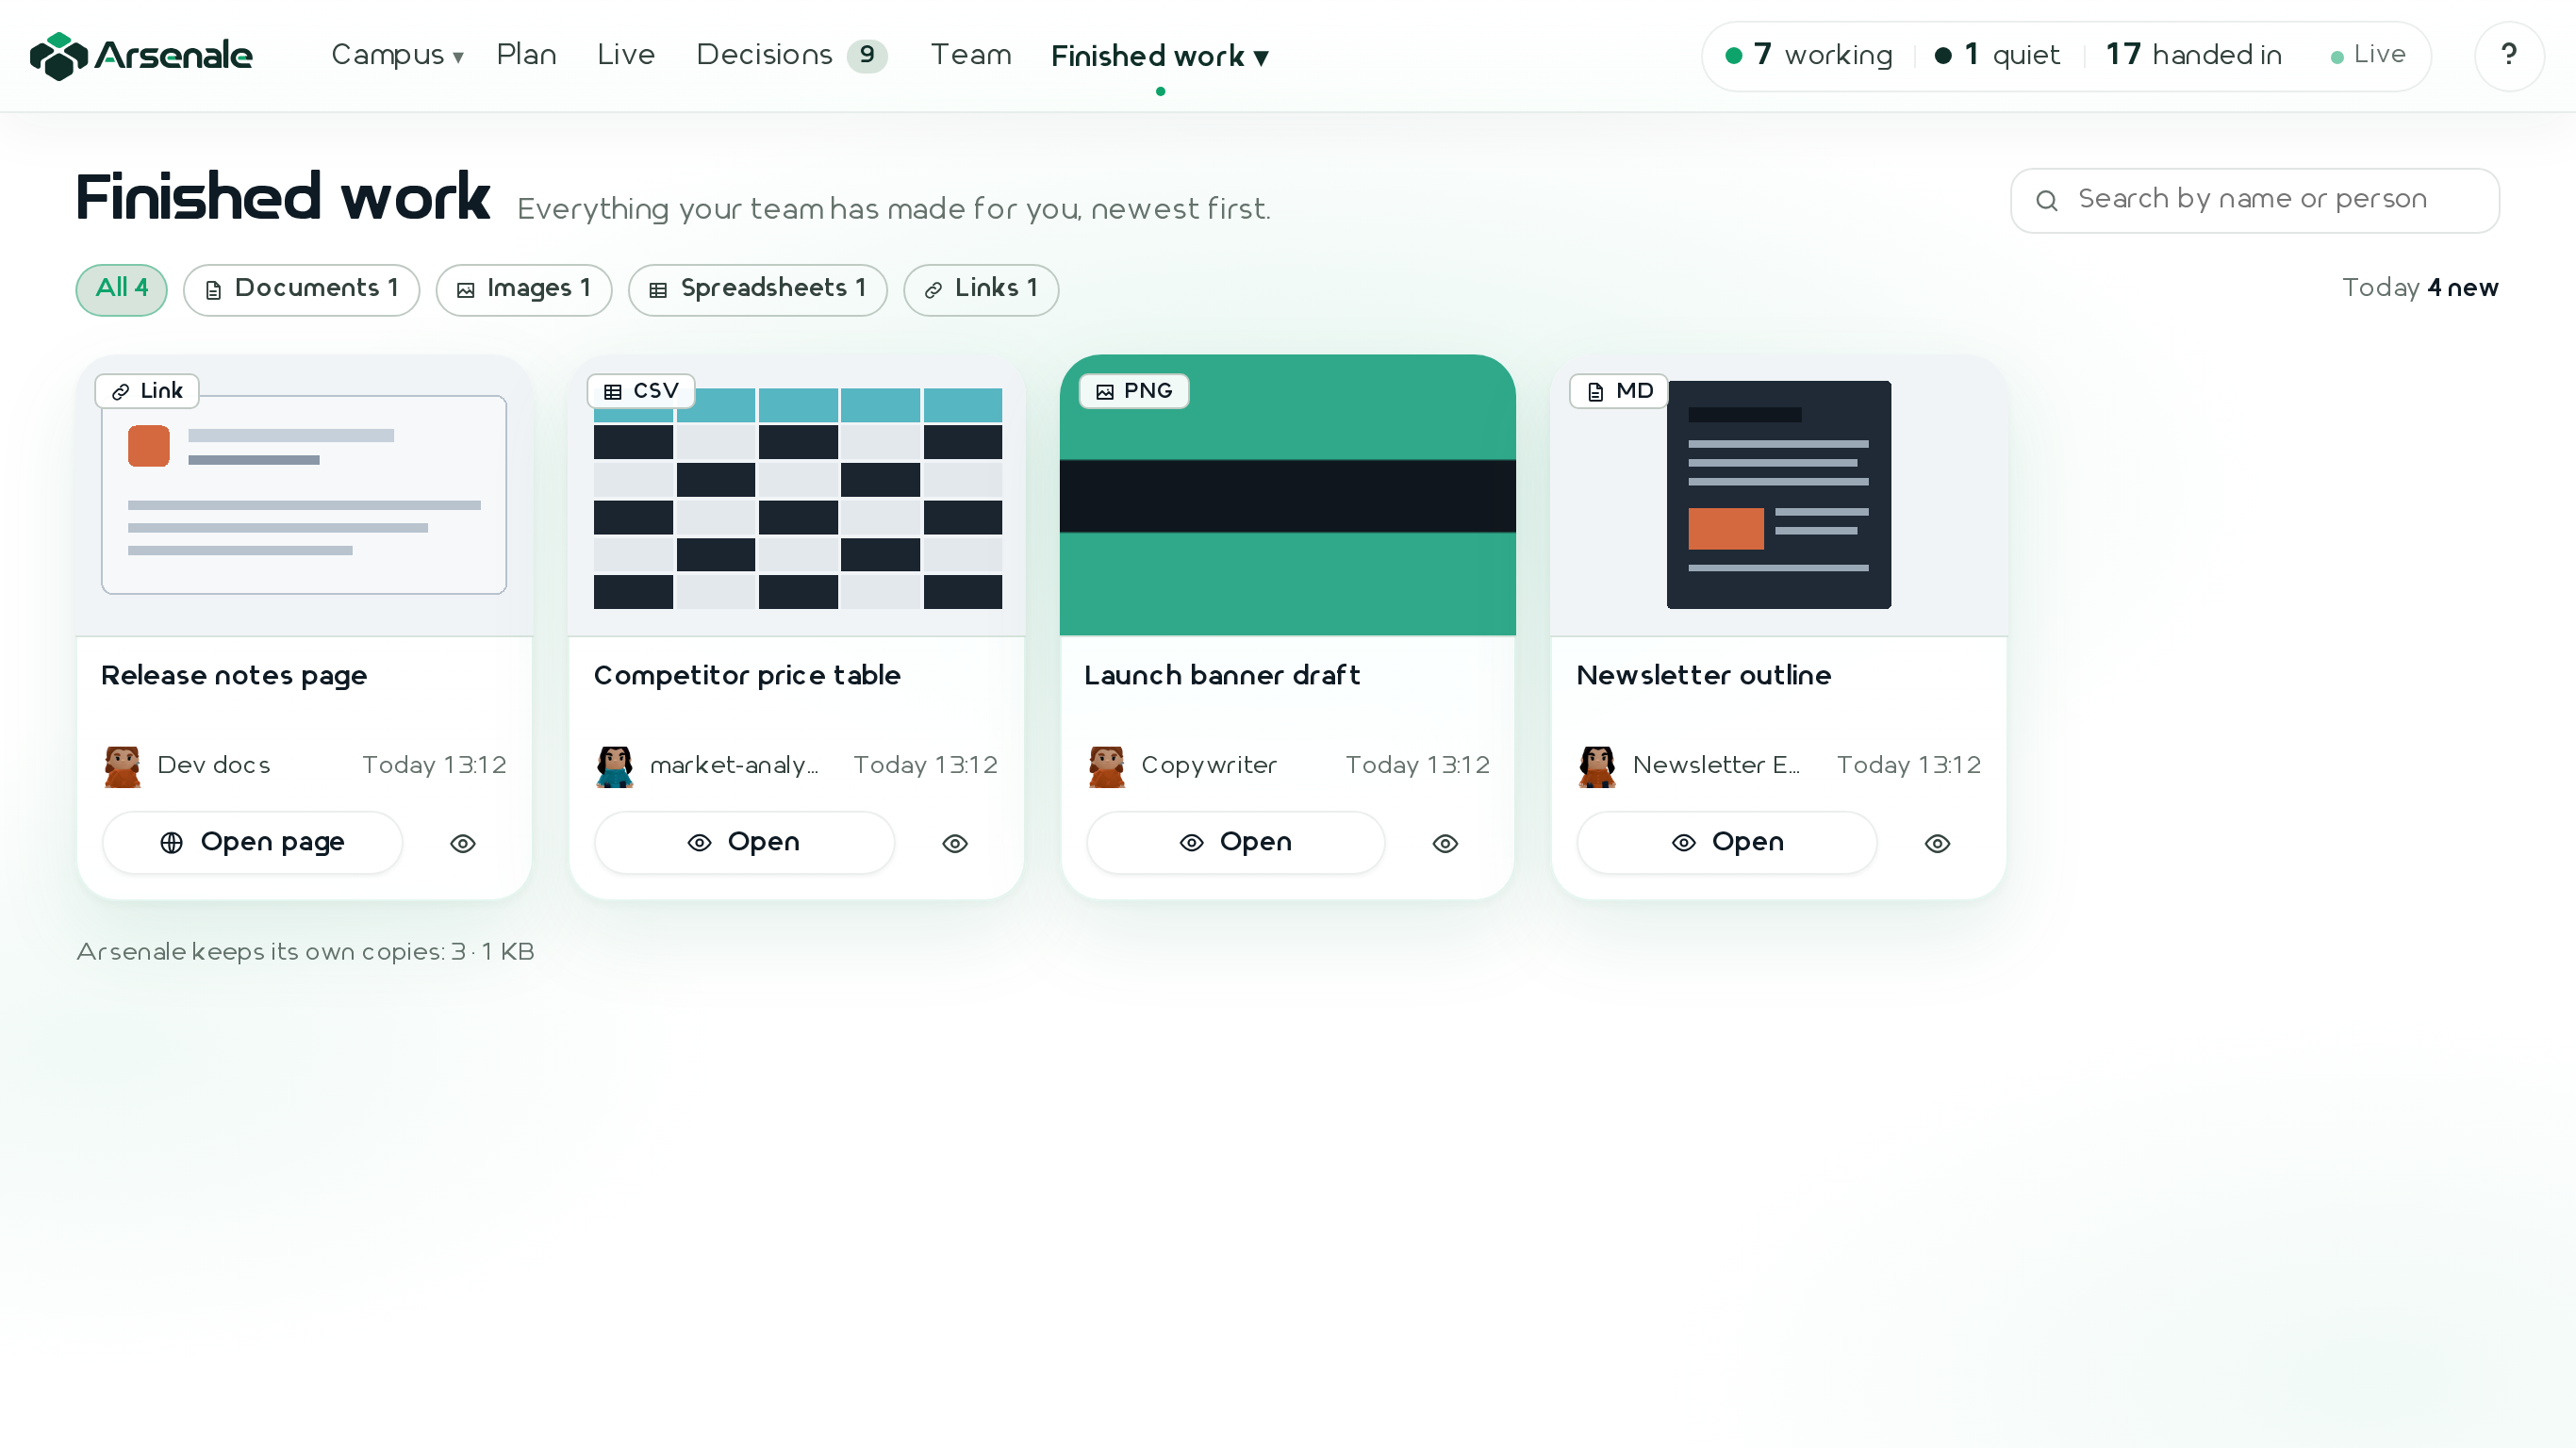 Arsenale
Campus ▾ Plan Live Decisions 9 Team Finished work ▾
7 working 1 quiet 17 handed in Live ?
Finished work Everything your team has made for you, newest first.
Search by name or person
All 4 Documents 1 Images 1 Spreadsheets 1 Links 1
Today 4 new
Link
CSV
PNG
MD
Release notes page
Competitor price table
Launch banner draft
Newsletter outline
Dev docs Today 13:12
market-analy... Today 13:12
Copywriter Today 13:12
Newsletter E... Today 13:12
Open page
Open
Open
Open
Arsenale keeps its own copies: 3 · 1 KB